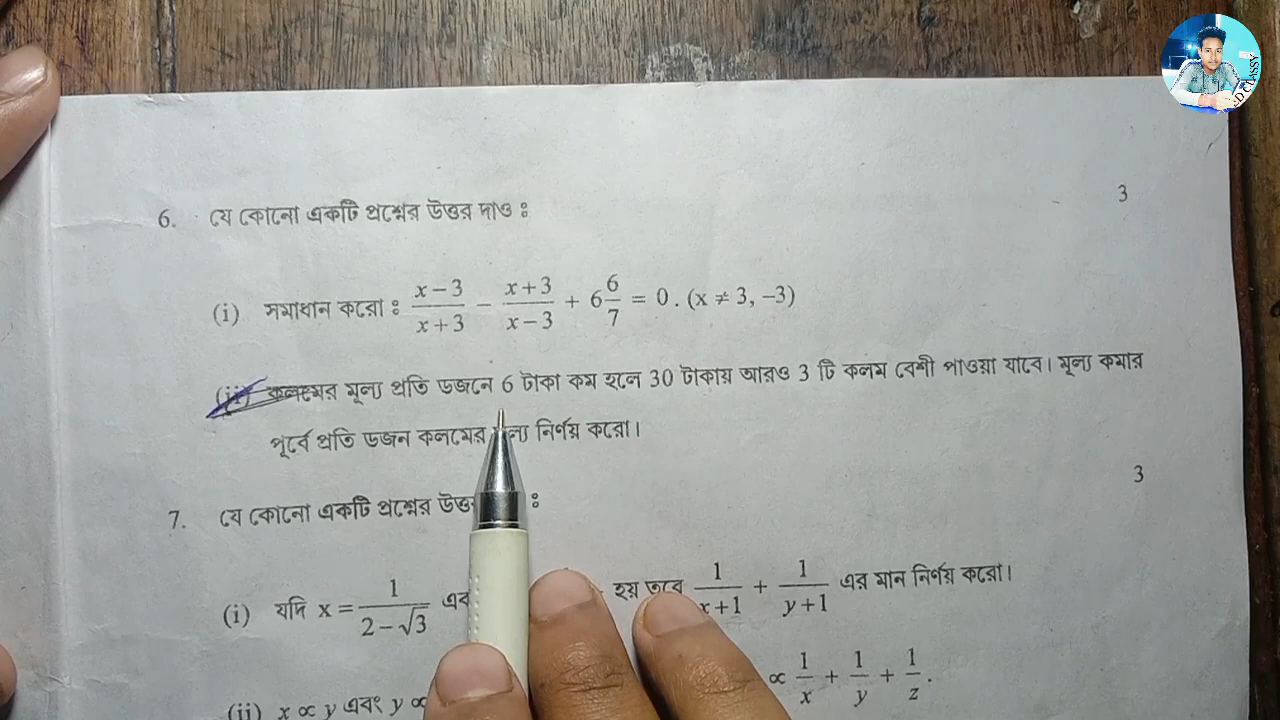 3
6. যে কোনো একটি প্রশ্নের উত্তর দাও ঃ
(i) সমাধান করো ঃ (x − 3)/(x + 3) − (x + 3)/(x − 3) + 6 6/7 = 0 . (x ≠ 3, −3)
(ii) কলমের মূল্য প্রতি ডজনে 6 টাকা কম হলে 30 টাকায় আরও 3 টি কলম বেশী পাওয়া যাবে। মূল্য কমার
পূর্বে প্রতি ডজন কলমের নির্ণয় করো।
3
7. যে কোনো একটি প্রশ্নের ঃ
(i) যদি x = 1/(2 − √3) হয় তবে 1/(x + 1) + 1/(y + 1) এর মান নির্ণয় করো।
(ii) x ∝ y এবং y ∝ ∝ 1/x + 1/y + 1/z .